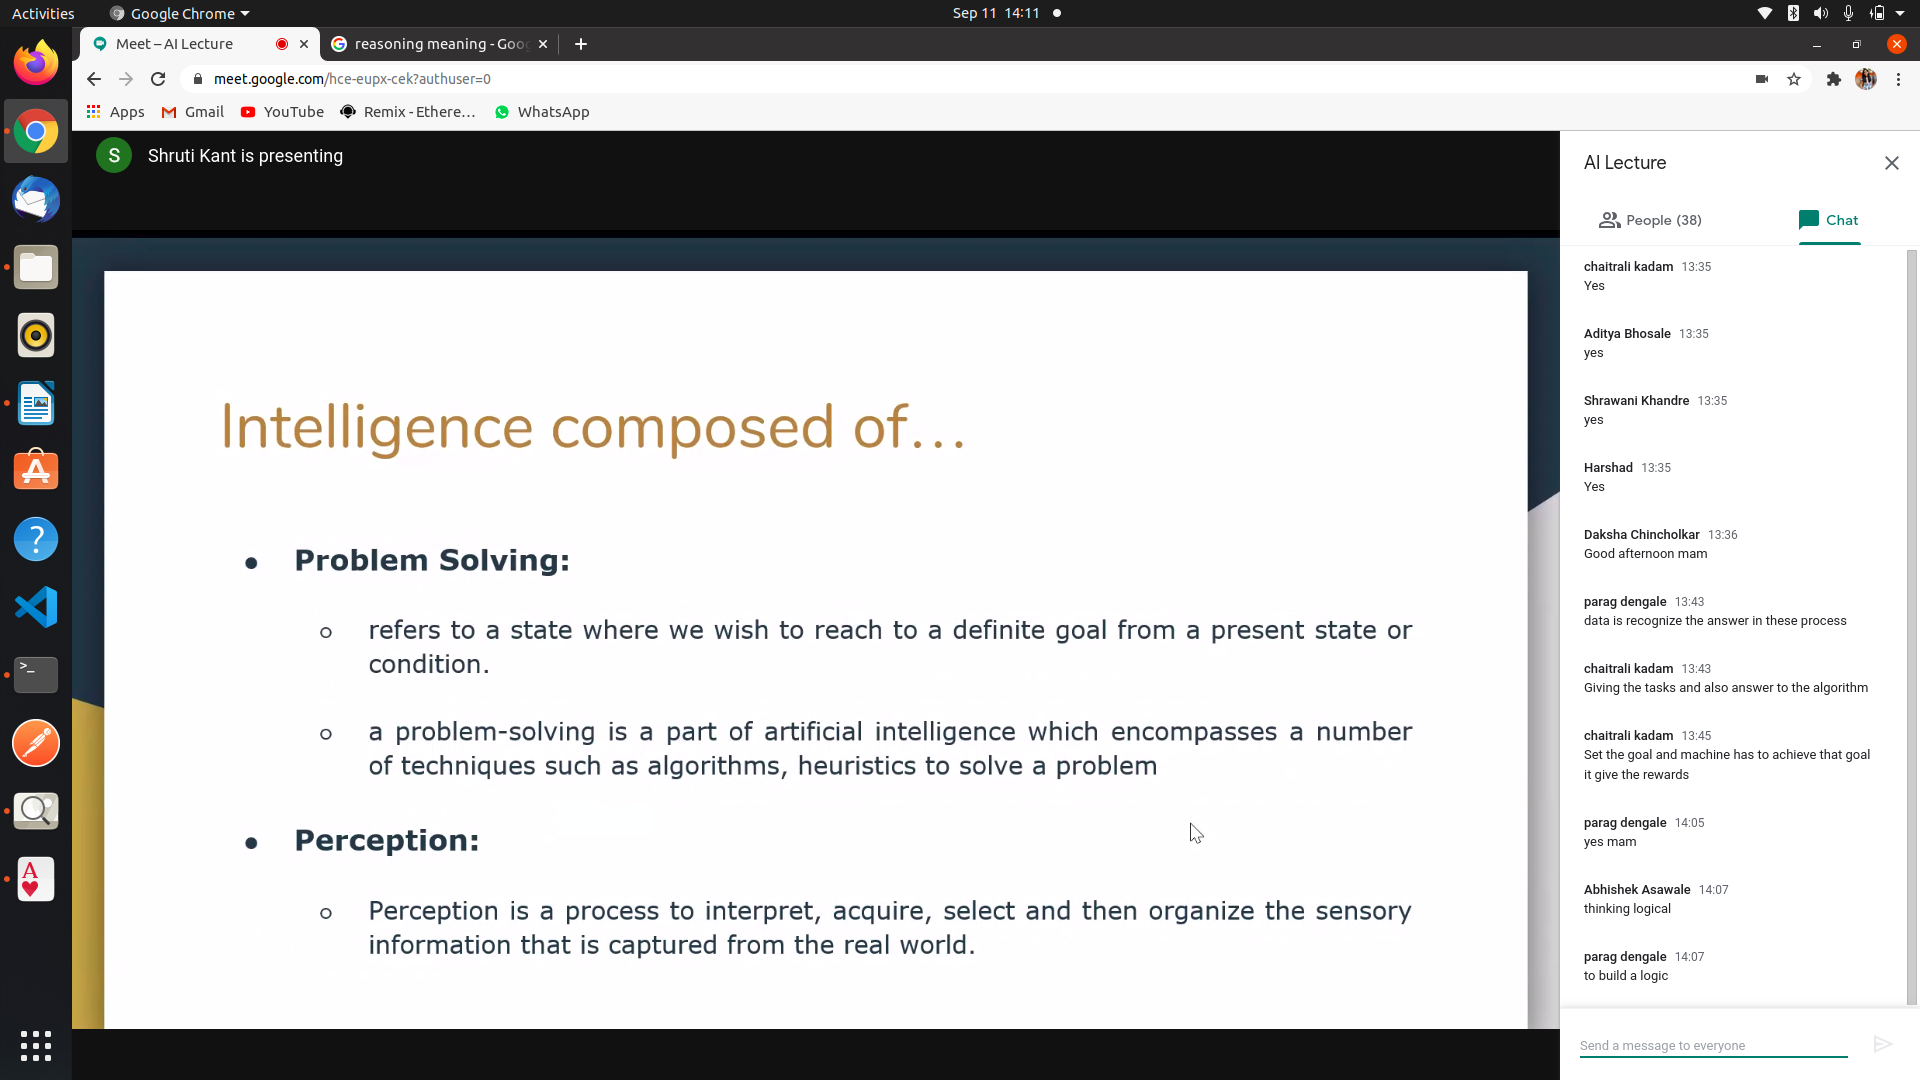 Activities
Google Chrome
Sep 11 14:11
Meet – AI Lecture
reasoning meaning - Goo
meet.google.com/hce-eupx-cek?authuser=0
Apps
Gmail
YouTube
Remix - Ethere...
WhatsApp
S
Shruti Kant is presenting
Intelligence composed of...
● Problem Solving:
○ refers to a state where we wish to reach to a definite goal from a present state or
condition.
○ a problem-solving is a part of artificial intelligence which encompasses a number
of techniques such as algorithms, heuristics to solve a problem
● Perception:
○ Perception is a process to interpret, acquire, select and then organize the sensory
information that is captured from the real world.
AI Lecture
People (38)
Chat
chaitrali kadam 13:35
Yes
Aditya Bhosale 13:35
yes
Shrawani Khandre 13:35
yes
Harshad 13:35
Yes
Daksha Chincholkar 13:36
Good afternoon mam
parag dengale 13:43
data is recognize the answer in these process
chaitrali kadam 13:43
Giving the tasks and also answer to the algorithm
chaitrali kadam 13:45
Set the goal and machine has to achieve that goal
it give the rewards
parag dengale 14:05
yes mam
Abhishek Asawale 14:07
thinking logical
parag dengale 14:07
to build a logic
Send a message to everyone